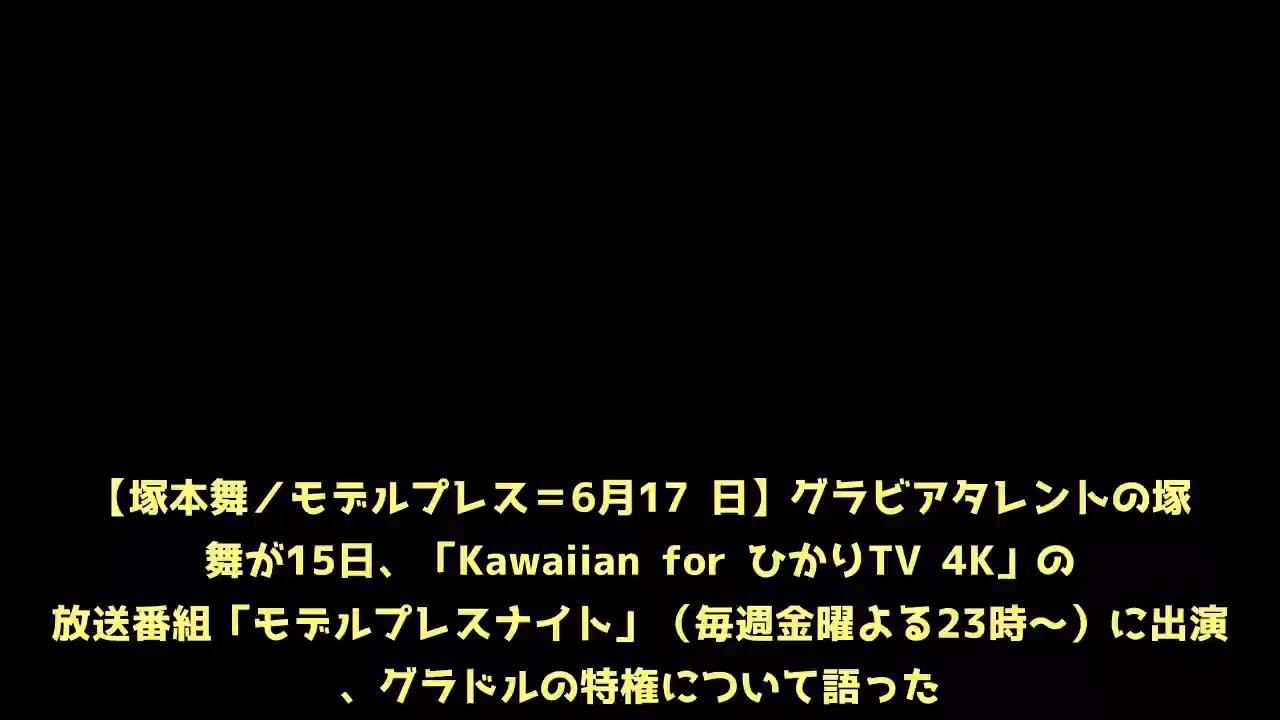 【塚本舞／モデルプレス＝6月17 日】グラビアタレントの塚
舞が15日、「Kawaiian for ひかりTV 4K」の
放送番組「モデルプレスナイト」（毎週金曜よる23時～）に出演
、グラドルの特権について語った